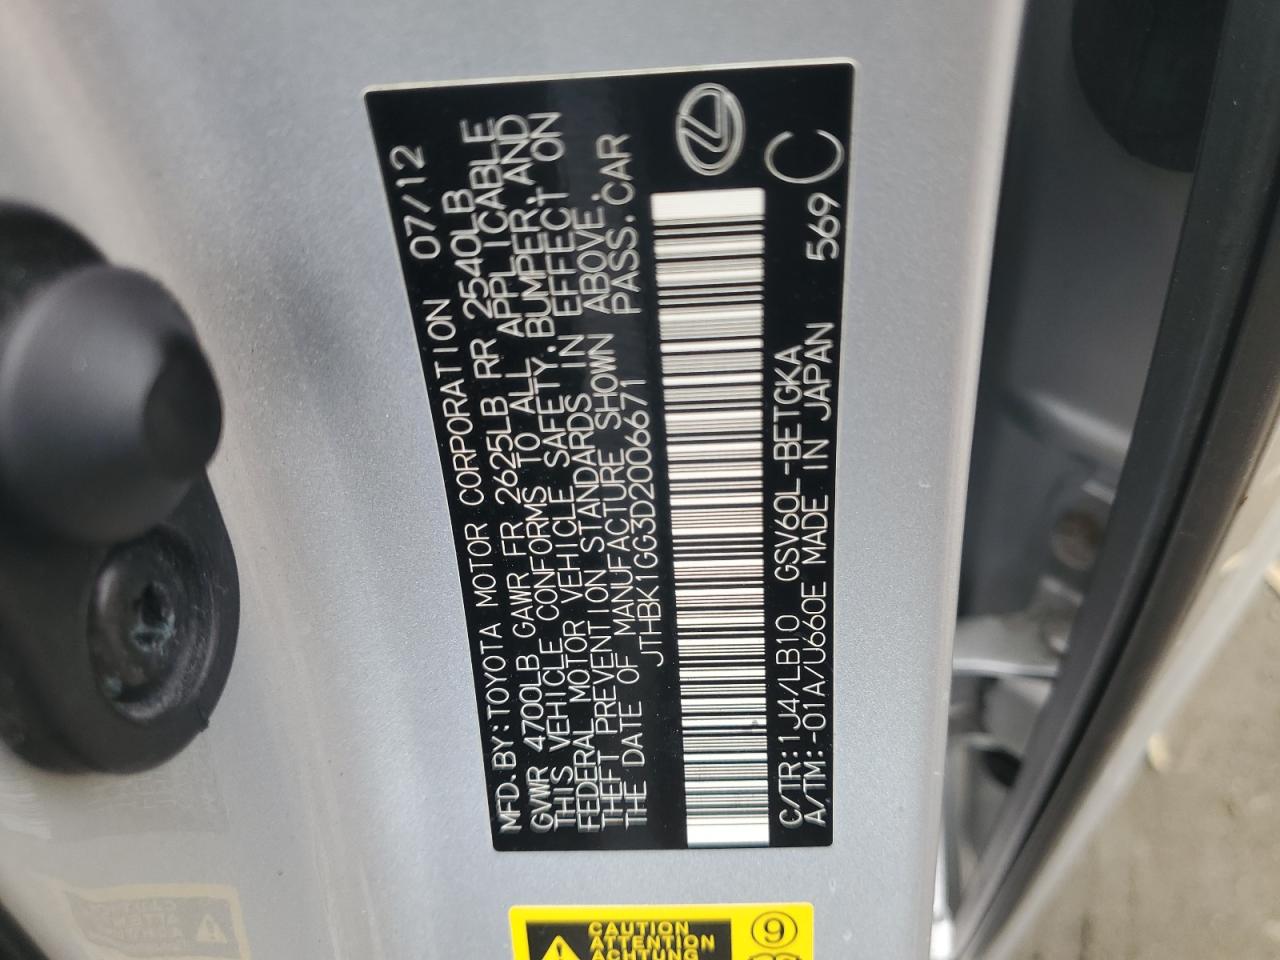 MFD.BY:TOYOTA MOTOR CORPORATION 07/12
GVWR 4700LB GAWR FR 2625LB RR 2540LB
THIS VEHICLE CONFORMS TO ALL APPLICABLE
FEDERAL MOTOR VEHICLE SAFETY,BUMPER,AND
THEFT PREVENTION STANDARDS IN EFFECT ON
THE DATE OF MANUFACTURE SHOWN ABOVE.
JTHBK1GG3D2006671 PASS.CAR
C/TR:1J4/LB10 GSV60L-BETGKA
A/TM:-01A/U660E MADE IN JAPAN 569 C
CAUTION
ATTENTION
ACHTUNG
9